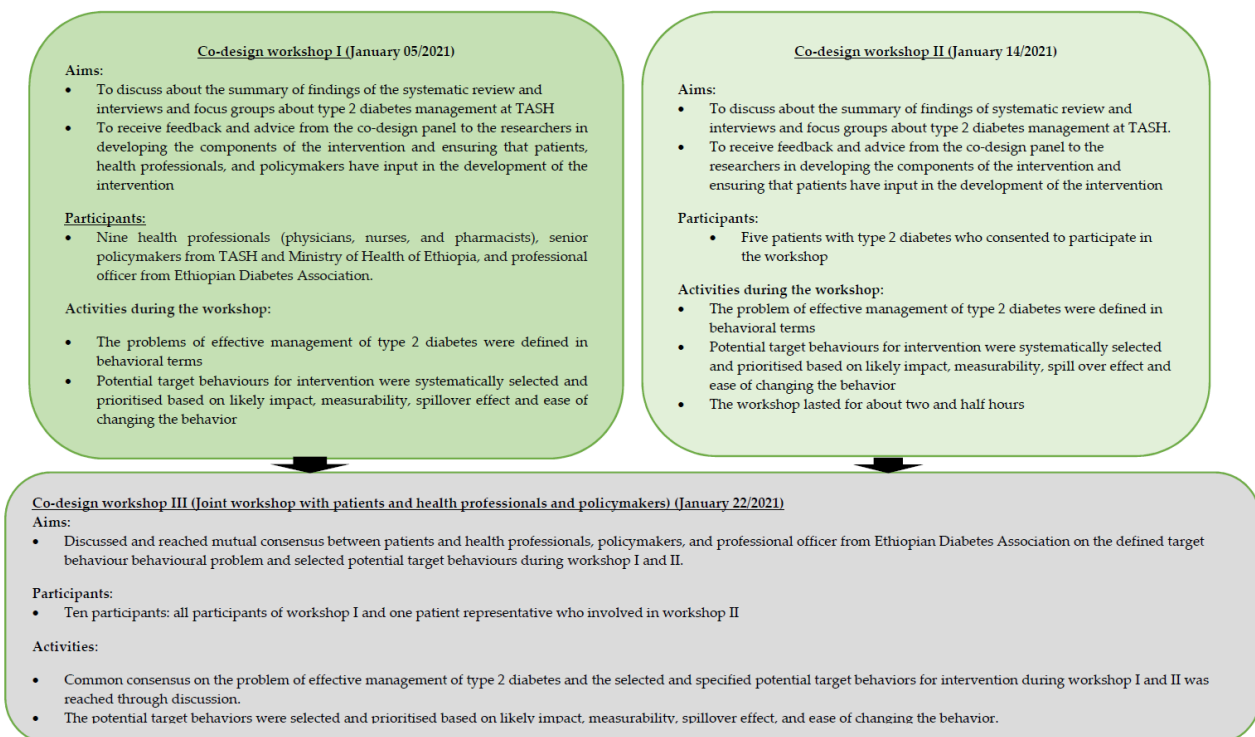 Co-design workshop I (January 05/2021)
Aims:
• To discuss about the summary of findings of the systematic review and
interviews and focus groups about type 2 diabetes management at TASH
• To receive feedback and advice from the co-design panel to the researchers in
developing the components of the intervention and ensuring that patients,
health professionals, and policymakers have input in the development of the
intervention
Participants:
• Nine health professionals (physicians, nurses, and pharmacists), senior
policymakers from TASH and Ministry of Health of Ethiopia, and professional
officer from Ethiopian Diabetes Association.
Activities during the workshop:
• The problems of effective management of type 2 diabetes were defined in
behavioral terms
• Potential target behaviours for intervention were systematically selected and
prioritised based on likely impact, measurability, spillover effect and ease of
changing the behavior
Co-design workshop II (January 14/2021)
Aims:
• To discuss about the summary of findings of systematic review and
interviews and focus groups about type 2 diabetes management at TASH.
• To receive feedback and advice from the co-design panel to the
researchers in developing the components of the intervention and
ensuring that patients have input in the development of the intervention
Participants:
• Five patients with type 2 diabetes who consented to participate in
the workshop
Activities during the workshop:
• The problem of effective management of type 2 diabetes were defined in
behavioral terms
• Potential target behaviours for intervention were systematically selected
and prioritised based on likely impact, measurability, spill over effect and
ease of changing the behavior
• The workshop lasted for about two and half hours
Co-design workshop III (Joint workshop with patients and health professionals and policymakers) (January 22/2021)
Aims:
• Discussed and reached mutual consensus between patients and health professionals, policymakers, and professional officer from Ethiopian Diabetes Association on the defined target
behaviour behavioural problem and selected potential target behaviours during workshop I and II.
Participants:
• Ten participants: all participants of workshop I and one patient representative who involved in workshop II
Activities:
• Common consensus on the problem of effective management of type 2 diabetes and the selected and specified potential target behaviors for intervention during workshop I and II was
reached through discussion.
• The potential target behaviors were selected and prioritised based on likely impact, measurability, spillover effect, and ease of changing the behavior.